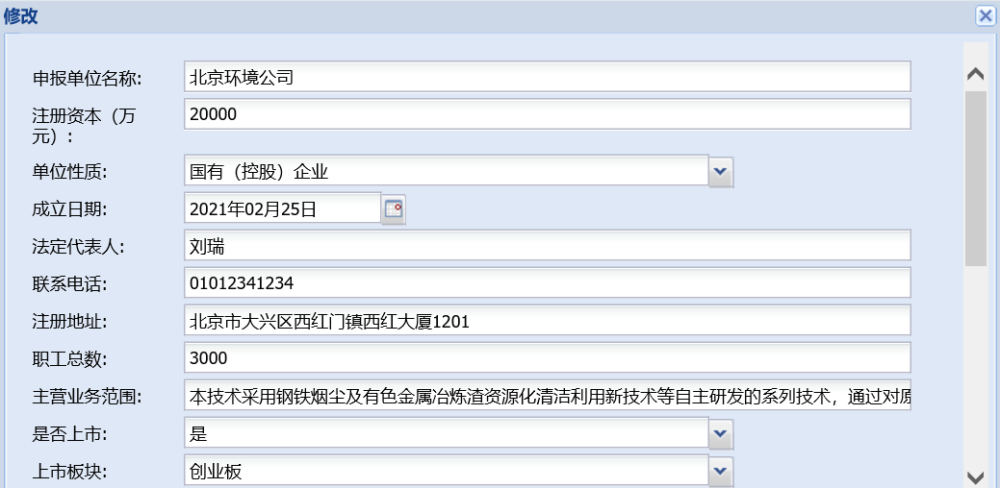 修改
申报单位名称: 北京环境公司
注册资本（万
元）: 20000
单位性质: 国有（控股）企业
成立日期: 2021年02月25日
法定代表人: 刘瑞
联系电话: 01012341234
注册地址: 北京市大兴区西红门镇西红大厦1201
职工总数: 3000
主营业务范围: 本技术采用钢铁烟尘及有色金属冶炼渣资源化清洁利用新技术等自主研发的系列技术，通过对原
是否上市: 是
上市板块: 创业板